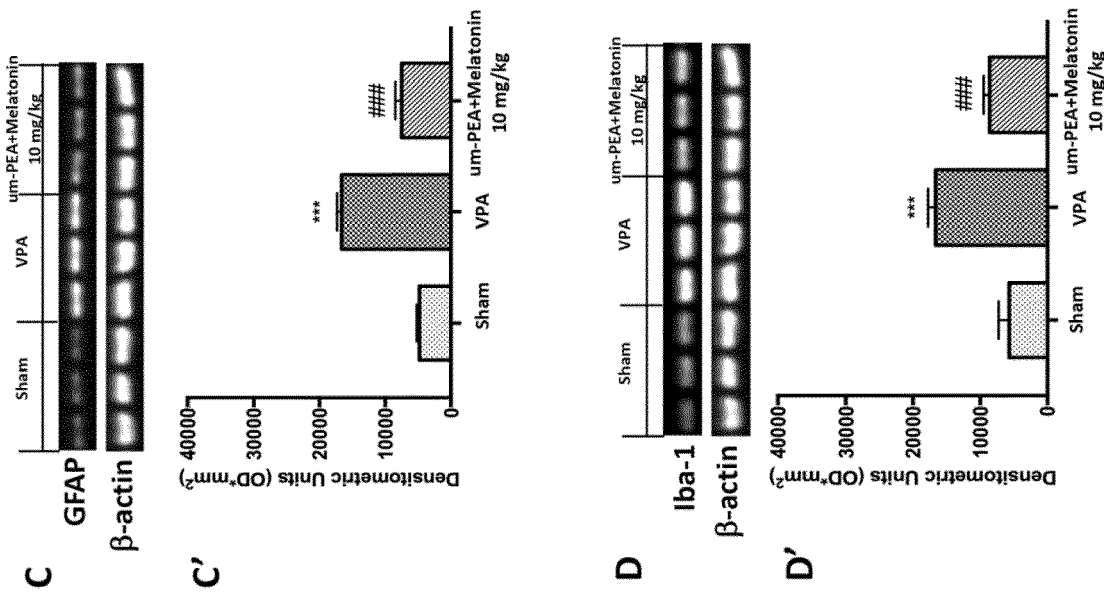 C
Sham
VPA
um-PEA+Melatonin
10 mg/kg
GFAP
β-actin
C'
Densitometric Units (OD*mm²)
40000
30000
20000
10000
0
***
###
Sham
VPA
um-PEA+Melatonin
10 mg/kg
D
Sham
VPA
um-PEA+Melatonin
10 mg/kg
Iba-1
β-actin
D'
Densitometric Units (OD*mm²)
40000
30000
20000
10000
0
***
###
Sham
VPA
um-PEA+Melatonin
10 mg/kg